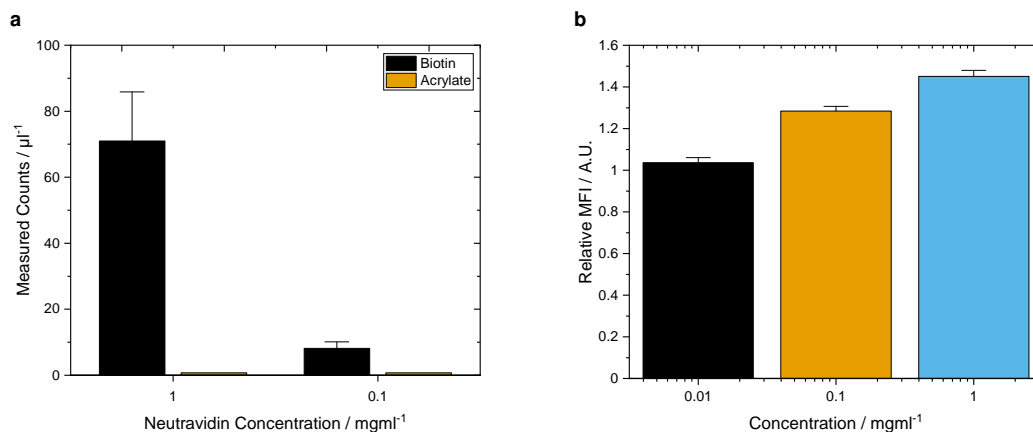 a
100
80
60
40
20
0
Measured Counts / µl⁻¹
Biotin
Acrylate
1 0.1
Neutravidin Concentration / mgml⁻¹
b
1.6
1.4
1.2
1
0.8
0.6
0.4
0.2
0
Relative MFI / A.U.
0.01 0.1 1
Concentration / mgml⁻¹